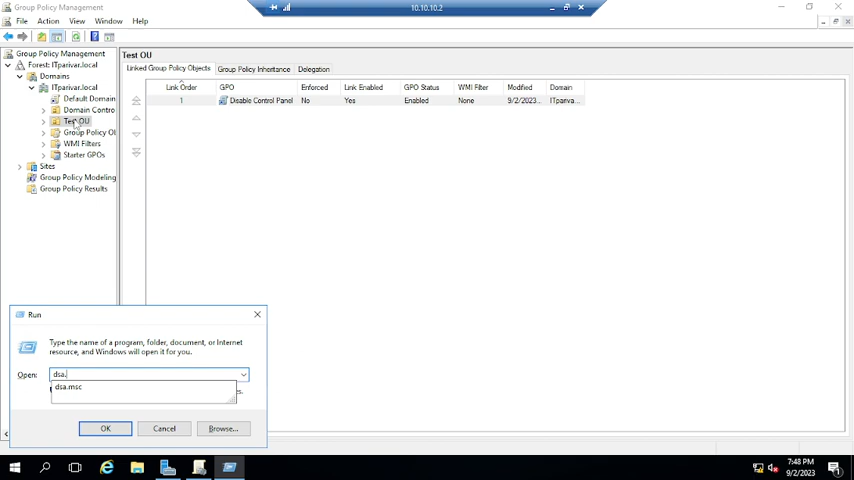 Group Policy Management
10.10.10.2
File Action View Window Help
Group Policy Management
Forest: ITparivar.local
Domains
ITparivar.local
Default Domain
Domain Contro
Test OU
Group Policy Ol
WMI Filters
Starter GPOs
Sites
Group Policy Modeling
Group Policy Results
Test OU
Linked Group Policy Objects Group Policy Inheritance Delegation
Link Order GPO Enforced Link Enabled GPO Status WMI Filter Modified Domain
1 Disable Control Panel No Yes Enabled None 9/2/2023... ITpariva...
Run
Type the name of a program, folder, document, or Internet
resource, and Windows will open it for you.
Open: dsa.
dsa.msc
es.
OK Cancel Browse...
7:48 PM
9/2/2023